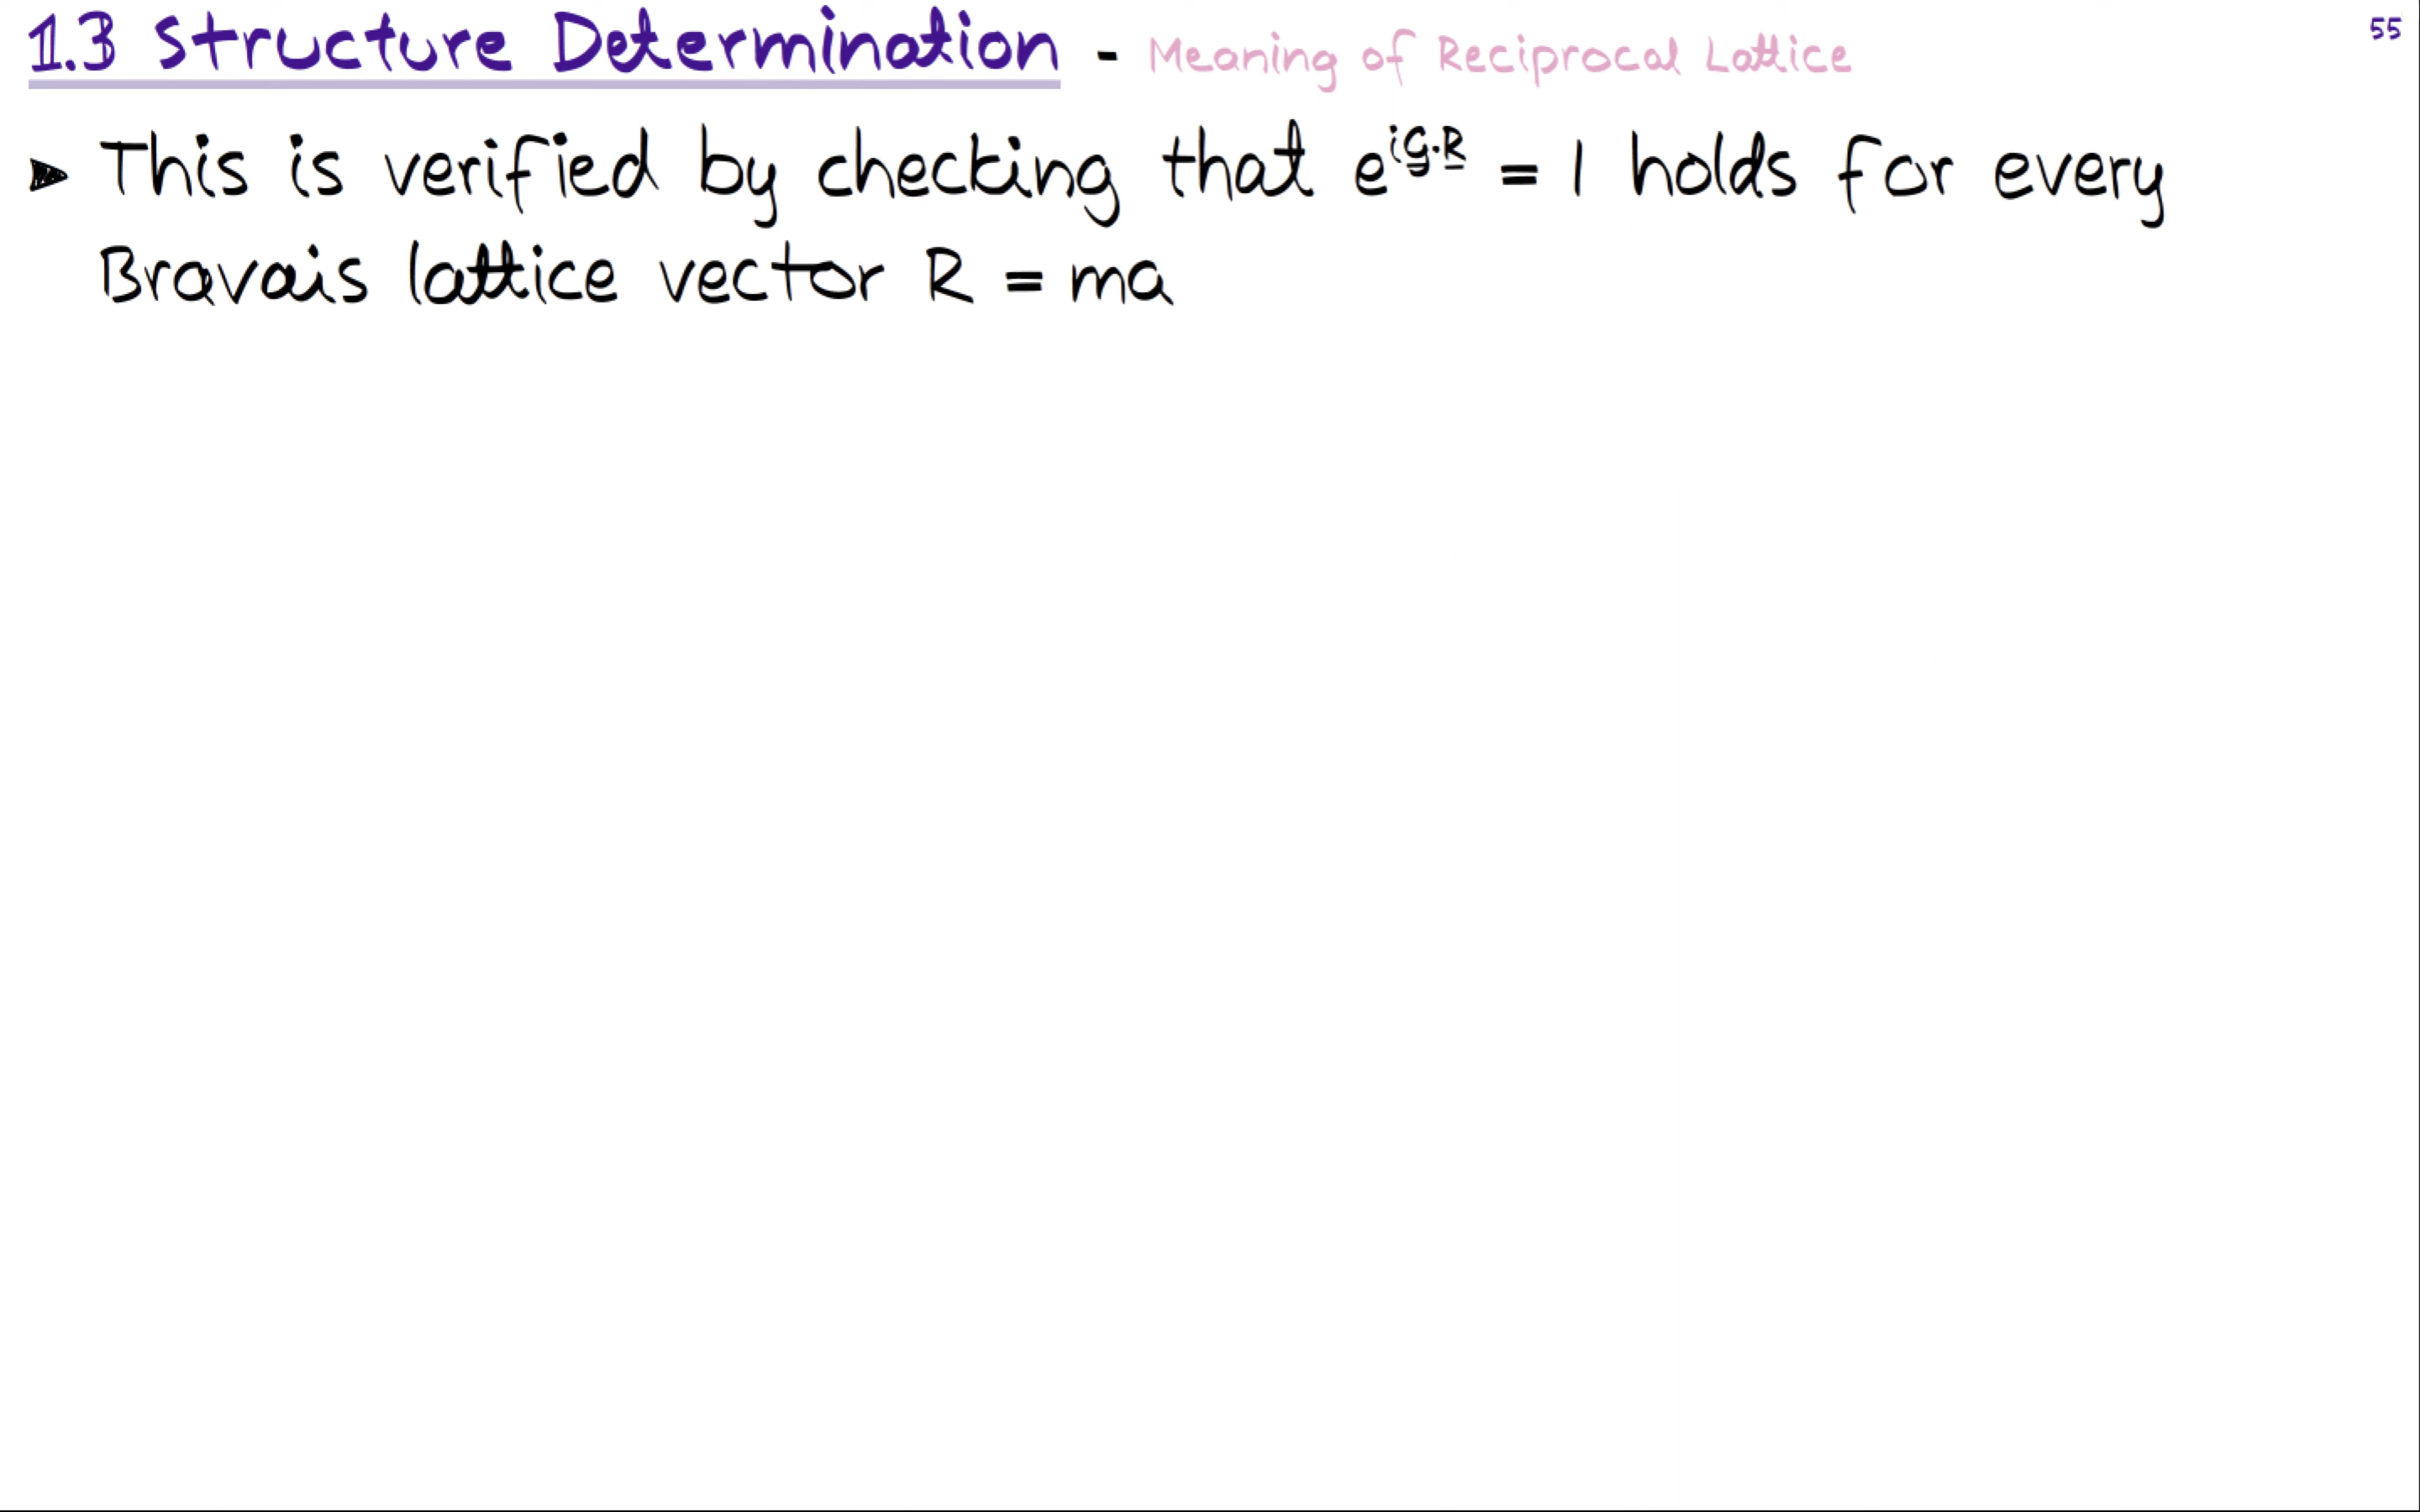 1.3 Structure Determination - Meaning of Reciprocal Lattice 55
▶ This is verified by checking that e^{iG·R} = 1 holds for every
Bravais lattice vector R = ma